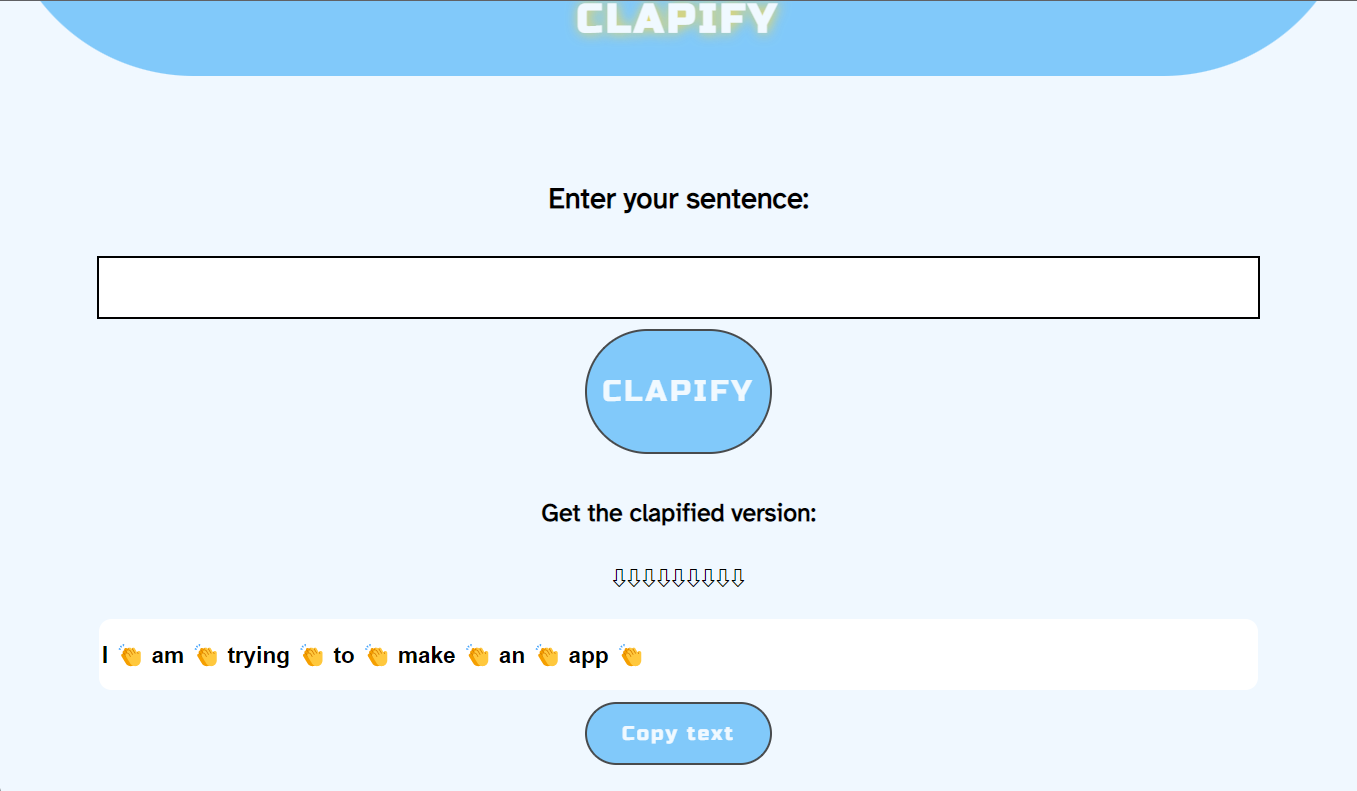 CLAPIFY
Enter your sentence:
CLAPIFY
Get the clapified version:
⇩⇩⇩⇩⇩⇩⇩⇩⇩
I 👏 am 👏 trying 👏 to 👏 make 👏 an 👏 app 👏
Copy text